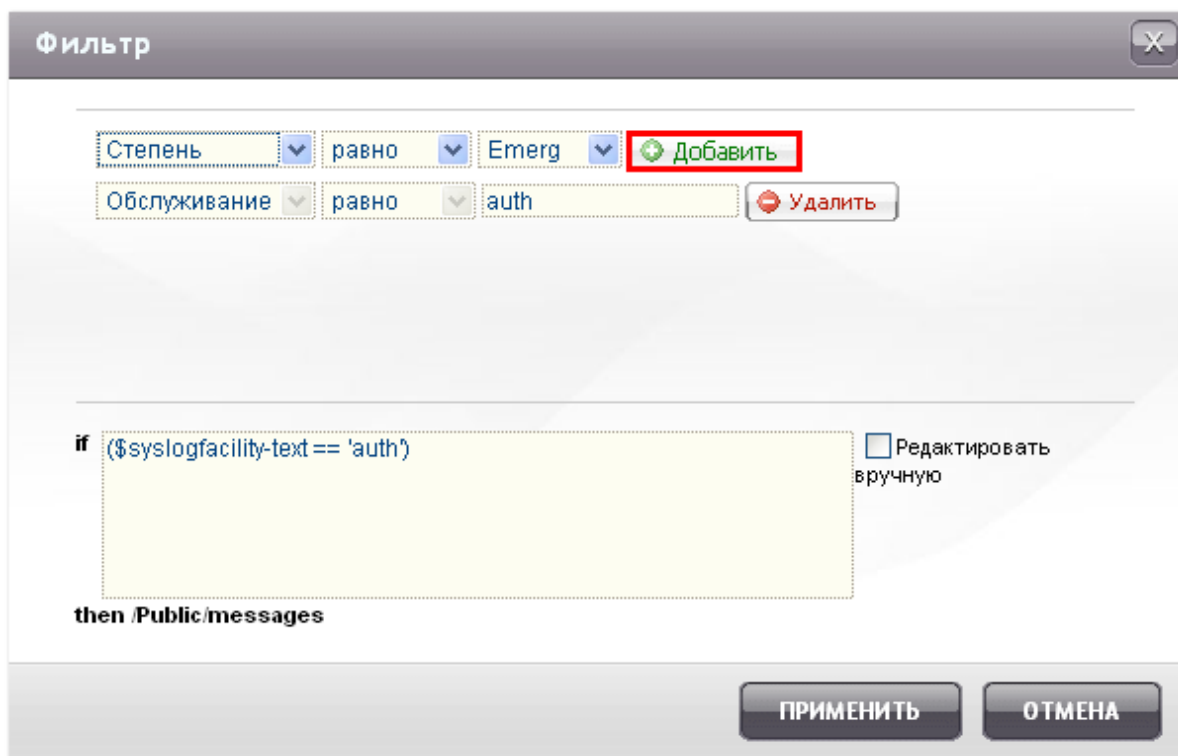 Фильтр
X
Степень равно Emerg Добавить
Обслуживание равно auth Удалить
if ($syslogfacility-text == 'auth') Редактировать
вручную
then /Public/messages
ПРИМЕНИТЬ ОТМЕНА